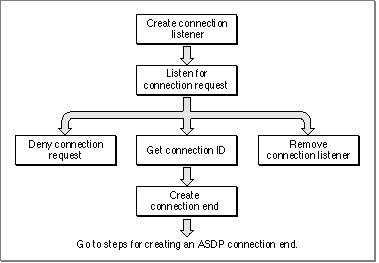 Create connection
listener
Listen for
connection request
Deny connection
request
Get connection ID
Remove
connection listener
Create
connection end
Go to steps for creating an ASDP connection end.